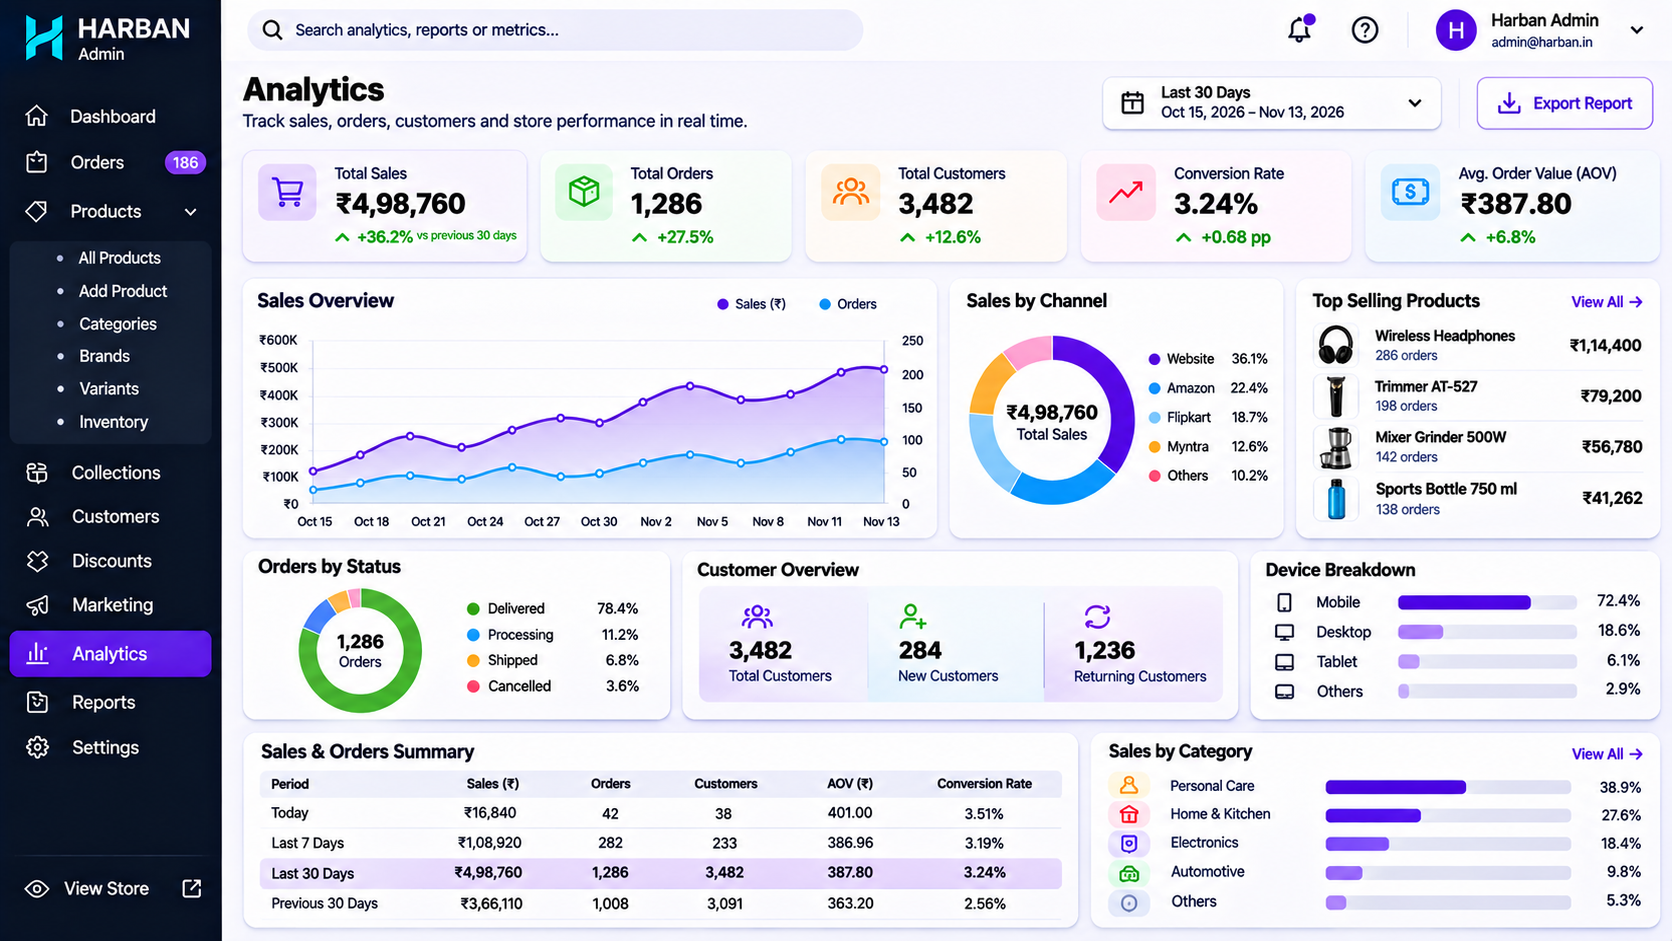 HARBAN
Admin
Dashboard
Orders 186
Products
All Products
Add Product
Categories
Brands
Variants
Inventory
Collections
Customers
Discounts
Marketing
Analytics
Reports
Settings
View Store
Search analytics, reports or metrics...
H
Harban Admin
admin@harban.in
Analytics
Track sales, orders, customers and store performance in real time.
Last 30 Days
Oct 15, 2026 – Nov 13, 2026
Export Report
Total Sales
₹4,98,760
+36.2% vs previous 30 days
Total Orders
1,286
+27.5%
Total Customers
3,482
+12.6%
Conversion Rate
3.24%
+0.68 pp
$
Avg. Order Value (AOV)
₹387.80
+6.8%
Sales Overview
Sales (₹) Orders
₹600K 250
₹500K 200
₹400K 150
₹300K 100
₹200K 50
₹100K 0
₹0
Oct 15 Oct 18 Oct 21 Oct 24 Oct 27 Oct 30 Nov 2 Nov 5 Nov 8 Nov 11 Nov 13
Sales by Channel
₹4,98,760
Total Sales
Website 36.1%
Amazon 22.4%
Flipkart 18.7%
Myntra 12.6%
Others 10.2%
Top Selling Products View All →
Wireless Headphones
286 orders
₹1,14,400
Trimmer AT-527
198 orders
₹79,200
Mixer Grinder 500W
142 orders
₹56,780
Sports Bottle 750 ml
138 orders
₹41,262
Orders by Status
1,286
Orders
Delivered 78.4%
Processing 11.2%
Shipped 6.8%
Cancelled 3.6%
Customer Overview
3,482
Total Customers
284
New Customers
1,236
Returning Customers
Device Breakdown
Mobile 72.4%
Desktop 18.6%
Tablet 6.1%
Others 2.9%
Sales & Orders Summary
Period Sales (₹) Orders Customers AOV (₹) Conversion Rate
Today ₹16,840 42 38 401.00 3.51%
Last 7 Days ₹1,08,920 282 233 386.96 3.19%
Last 30 Days ₹4,98,760 1,286 3,482 387.80 3.24%
Previous 30 Days ₹3,66,110 1,008 3,091 363.20 2.56%
Sales by Category View All →
Personal Care 38.9%
Home & Kitchen 27.6%
Electronics 18.4%
Automotive 9.8%
Others 5.3%